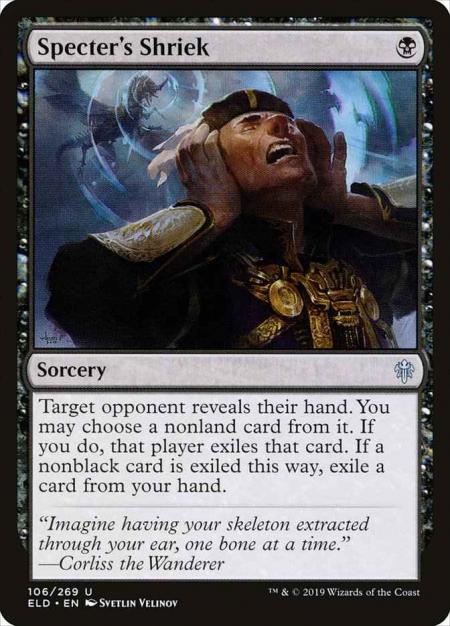 Specter's Shriek
Sorcery
Target opponent reveals their hand. You
may choose a nonland card from it. If
you do, that player exiles that card. If a
nonblack card is exiled this way, exile a
card from your hand.
“Imagine having your skeleton extracted
through your ear, one bone at a time.”
—Corliss the Wanderer
106/269 U
ELD • EN Svetlin Velinov
™ & © 2019 Wizards of the Coast